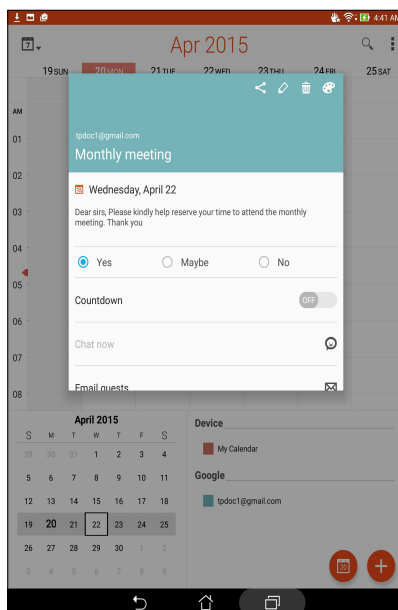 4:41 AM
7
Apr 2015
19 SUN 20 MON 21 TUE 22 WED 23 THU 24 FRI 25 SAT
AM
01
02
03
04
05
06
07
08
tpdoc1@gmail.com
Monthly meeting
Wednesday, April 22
Dear sirs, Please kindly help reserve your time to attend the monthly
meeting. Thank you
Yes Maybe No
Countdown OFF
Chat now
Email guests
April 2015
S M T W T F S
29 30 31 1 2 3 4
5 6 7 8 9 10 11
12 13 14 15 16 17 18
19 20 21 22 23 24 25
26 27 28 29 30 1 2
3 4 5 6 7 8 9
Device
My Calendar
Google
tpdoc1@gmail.com
20